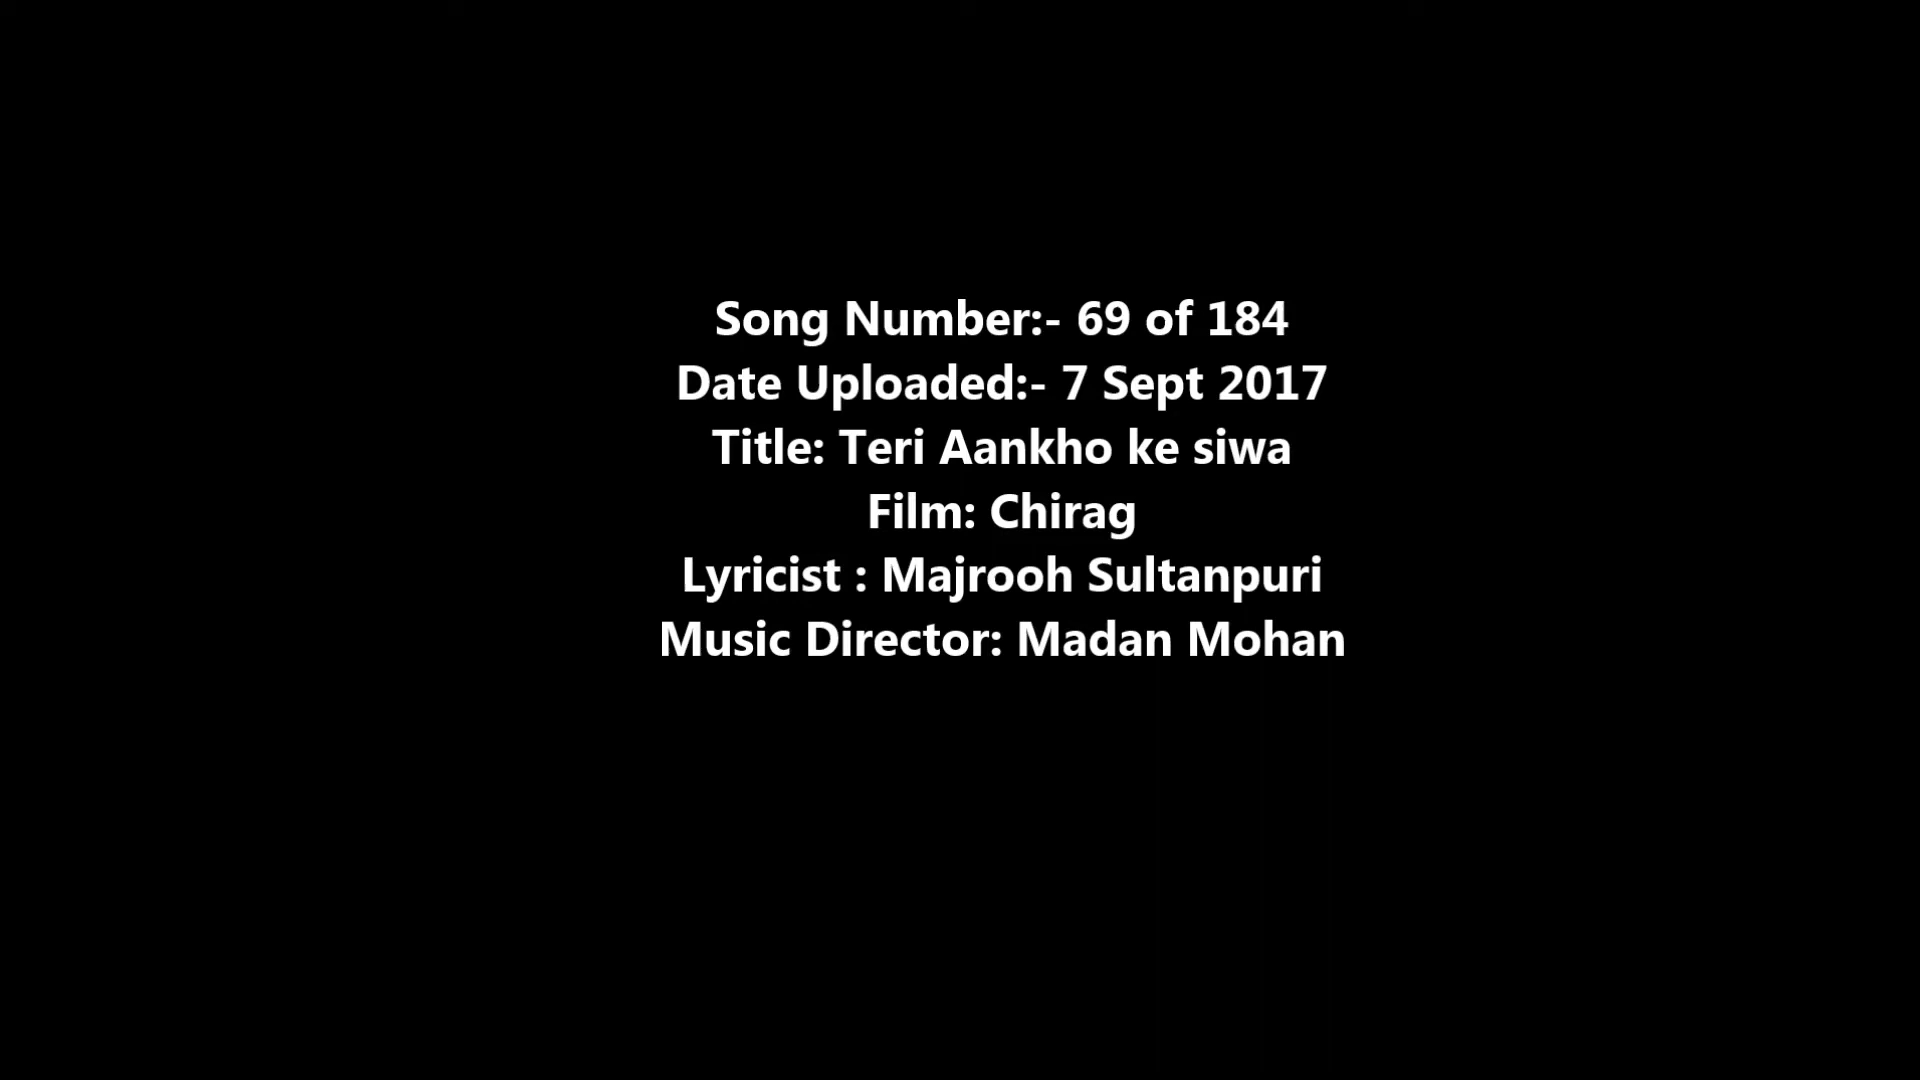 Song Number:- 69 of 184
Date Uploaded:- 7 Sept 2017
Title: Teri Aankho ke siwa
Film: Chirag
Lyricist : Majrooh Sultanpuri
Music Director: Madan Mohan